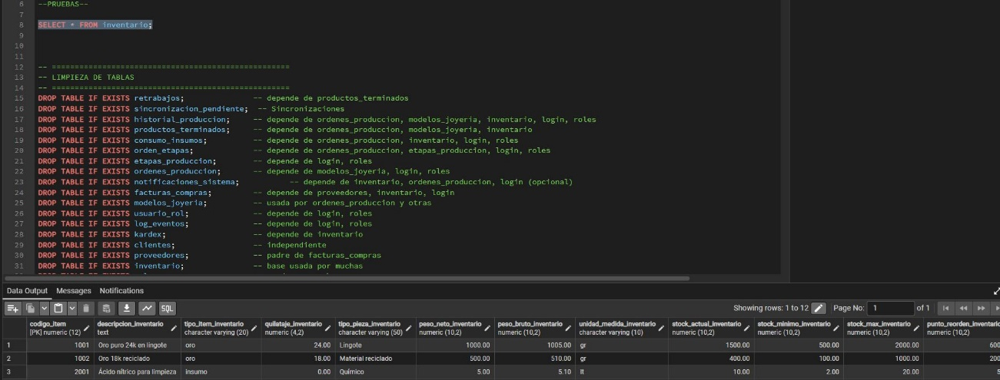 6 --PRUEBAS--
7
8 SELECT * FROM inventario;
9
10
11
12 -- ====================================================
13 -- LIMPIEZA DE TABLAS
14 -- ====================================================
15 DROP TABLE IF EXISTS retrabajos; -- depende de productos_terminados
16 DROP TABLE IF EXISTS sincronizacion_pendiente; -- Sincronizaciones
17 DROP TABLE IF EXISTS historial_produccion; -- depende de ordenes_produccion, modelos_joyeria, inventario, login, roles
18 DROP TABLE IF EXISTS productos_terminados; -- depende de ordenes_produccion, modelos_joyeria, inventario
19 DROP TABLE IF EXISTS consumo_insumos; -- depende de ordenes_produccion, inventario, login, roles
20 DROP TABLE IF EXISTS orden_etapas; -- depende de ordenes_produccion, etapas_produccion, login, roles
21 DROP TABLE IF EXISTS etapas_produccion; -- depende de login, roles
22 DROP TABLE IF EXISTS ordenes_produccion; -- depende de modelos_joyeria, login, roles
23 DROP TABLE IF EXISTS notificaciones_sistema; -- depende de inventario, ordenes_produccion, login (opcional)
24 DROP TABLE IF EXISTS facturas_compras; -- depende de proveedores, inventario, login
25 DROP TABLE IF EXISTS modelos_joyeria; -- usada por ordenes_produccion y otras
26 DROP TABLE IF EXISTS usuario_rol; -- depende de login, roles
27 DROP TABLE IF EXISTS log_eventos; -- depende de login, roles
28 DROP TABLE IF EXISTS kardex; -- depende de inventario
29 DROP TABLE IF EXISTS clientes; -- independiente
30 DROP TABLE IF EXISTS proveedores; -- padre de facturas_compras
31 DROP TABLE IF EXISTS inventario; -- base usada por muchas
Data Output Messages Notifications
SQL Showing rows: 1 to 12 Page No: 1 of 1
codigo_item descripcion_inventario tipo_item_inventario quilataje_inventario tipo_pieza_inventario peso_neto_inventario peso_bruto_inventario unidad_medida_inventario stock_actual_inventario stock_minimo_inventario stock_max_inventario punto_reorden_inventario
[PK] numeric (12) text character varying (20) numeric (4,2) character varying (50) numeric (10,2) numeric (10,2) character varying (10) numeric (10,2) numeric (10,2) numeric (10,2) numeric (10,2)
1 1001 Oro puro 24k en lingote oro 24.00 Lingote 1000.00 1005.00 gr 1500.00 500.00 2000.00 600
2 1002 Oro 18k reciclado oro 18.00 Material reciclado 500.00 510.00 gr 400.00 100.00 1000.00 200
3 2001 Ácido nítrico para limpieza insumo 0.00 Químico 5.00 5.10 lt 10.00 2.00 20.00 5